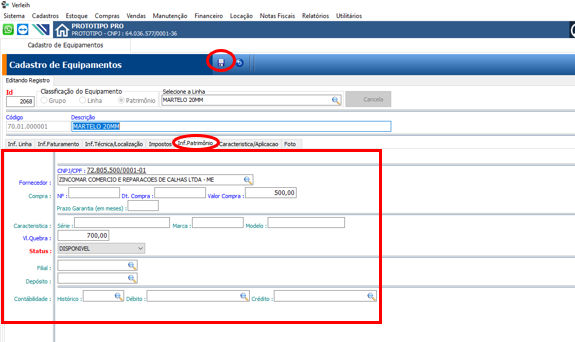 Verleih
Sistema Cadastros Estoque Compras Vendas Manutenção Financeiro Locação Notas Fiscais Relatórios Utilitários
PROTOTIPO PRO
PROTOTIPO - CNPJ : 64.036.577/0001-36
Cadastro de Equipamentos
Cadastro de Equipamentos
Editando Registro
Id Classificação do Equipamento Selecione a Linha
2068 Grupo Linha Patrimônio MARTELO 20MM Cancela
Código Descrição
70.01.000001 MARTELO 20MM
Inf. Linha Inf.Faturamento Inf.Técnica/Localização Impostos Inf.Patrimônio Característica/Aplicacao Foto
CNPJ/CPF : 72.805.500/0001-01
Fornecedor : ZINCOMAR COMERCIO E REPARACOES DE CALHAS LTDA - ME
Compra : NF : Dt. Compra : Valor Compra : 500,00
Prazo Garantia (em meses) :
Característica : Série : Marca : Modelo :
Vl.Quebra : 700,00
Status : DISPONIVEL
Filial :
Depósito :
Contábilidade : Histórico : Débito : Crédito :